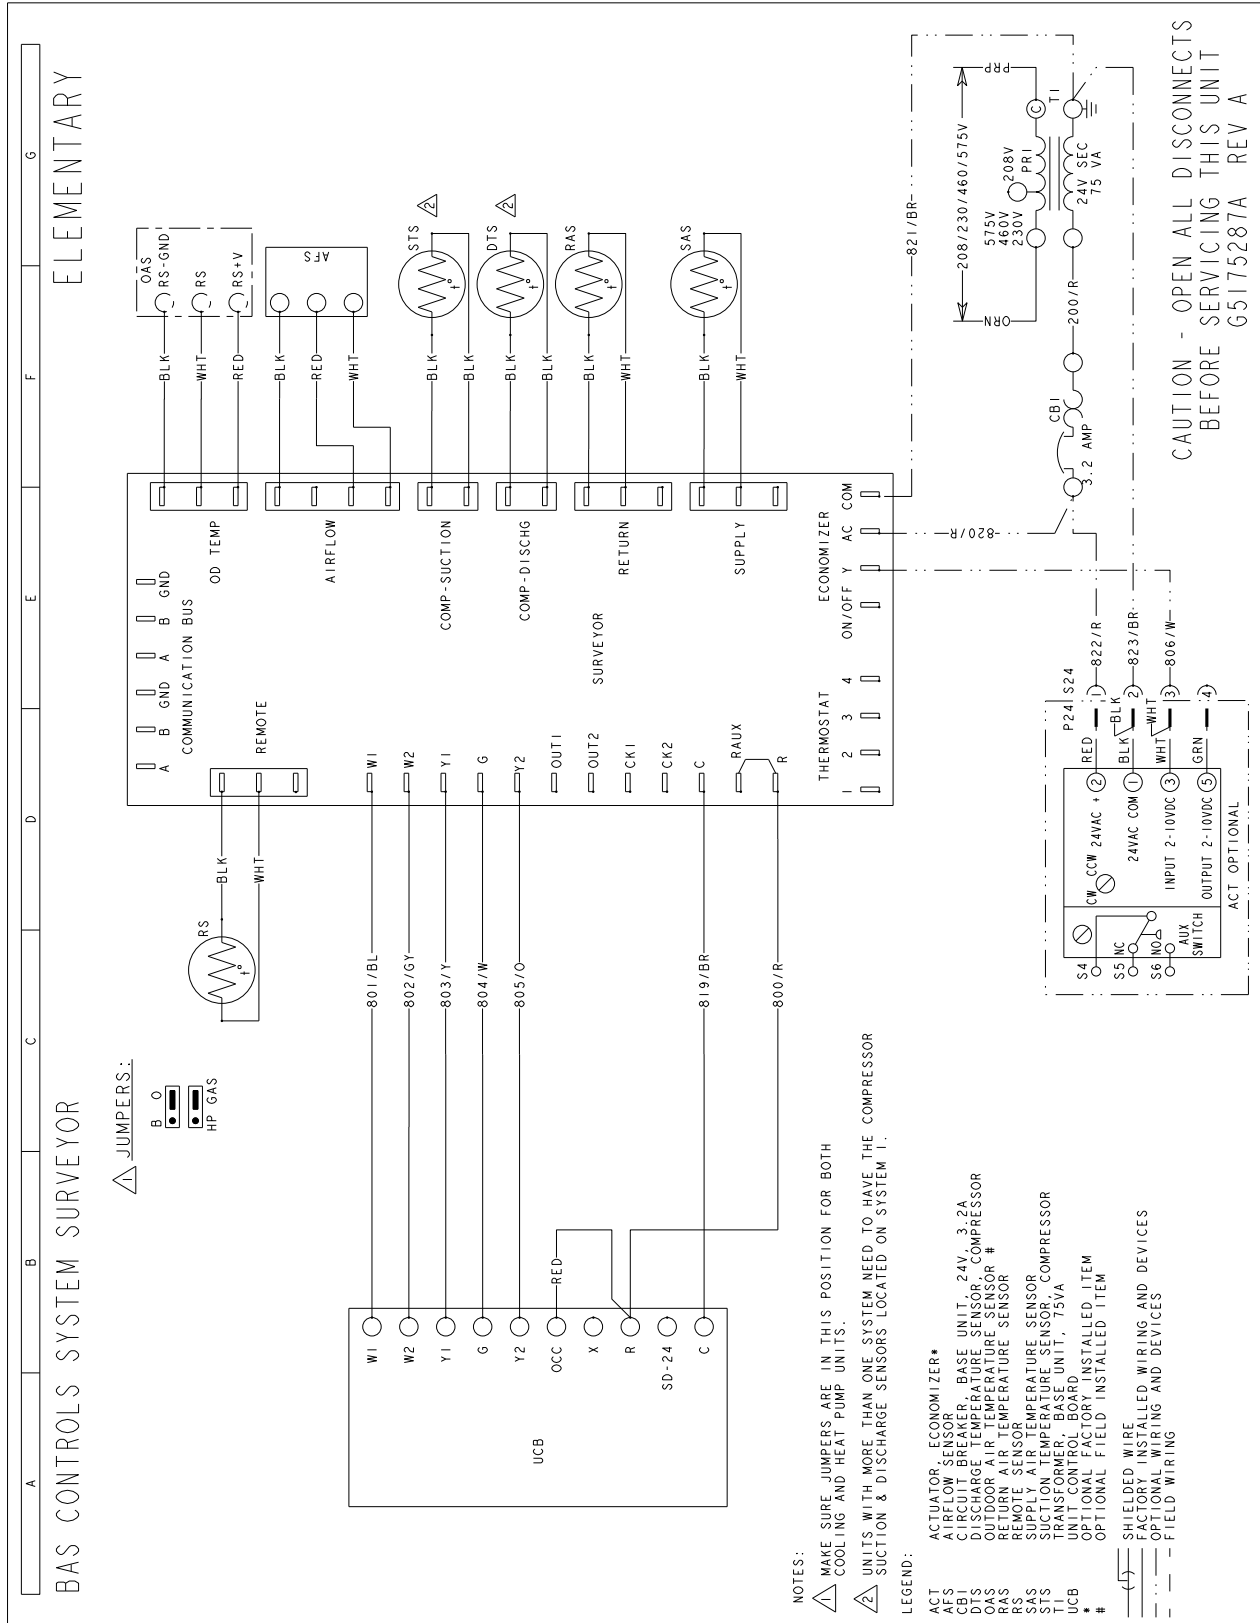 BAS CONTROLS SYSTEM SURVEYOR
ELEMENTARY
A
B
C
D
E
F
G
JUMPERS:
1
B O
HP GAS
RS
BLK
WHT
REMOTE
A B GND A B GND
COMMUNICATION BUS
OD TEMP
BLK
WHT
RED
OAS
RS-GND
RS
RS+V
AIRFLOW
BLK
RED
WHT
AFS
COMP-SUCTION
BLK
BLK
STS
2
COMP-DISCHG
BLK
BLK
DTS
2
RETURN
BLK
WHT
RAS
SUPPLY
BLK
WHT
SAS
SURVEYOR
W1
W2
Y1
G
Y2
OUT1
OUT2
CK1
CK2
C
RAUX
R
THERMOSTAT
1 2 3 4
ECONOMIZER
ON/OFF Y AC COM
801/BL
802/GY
803/Y
804/W
805/O
819/BR
800/R
UCB
W1
W2
Y1
G
Y2
OCC
X
R
SD-24
C
RED
821/BR
820/R
PRP
ORN
208/230/460/575V
575V
460V
230V
208V
PRI
C
T1
24V SEC
75 VA
200/R
CB1
3.2 AMP
822/R
823/BR
806/W
P24 S24
1
2
3
4
RED
BLK
BLK
WHT
WHT
GRN
CW CCW
24VAC + 2
24VAC COM 1
INPUT 2-10VDC 3
OUTPUT 2-10VDC 5
S4
S5 NC
S6 NO
AUX
SWITCH
ACT OPTIONAL
NOTES:
1 MAKE SURE JUMPERS ARE IN THIS POSITION FOR BOTH
COOLING AND HEAT PUMP UNITS.
2 UNITS WITH MORE THAN ONE SYSTEM NEED TO HAVE THE COMPRESSOR
SUCTION & DISCHARGE SENSORS LOCATED ON SYSTEM 1.
LEGEND:
ACT ACTUATOR, ECONOMIZER*
AFS AIRFLOW SENSOR
CB1 CIRCUIT BREAKER, BASE UNIT, 24V, 3.2A
DTS DISCHARGE TEMPERATURE SENSOR, COMPRESSOR
OAS OUTDOOR AIR TEMPERATURE SENSOR #
RAS RETURN AIR TEMPERATURE SENSOR
RS REMOTE SENSOR
SAS SUPPLY AIR TEMPERATURE SENSOR
STS SUCTION TEMPERATURE SENSOR, COMPRESSOR
T1 TRANSFORMER, BASE UNIT, 75VA
UCB UNIT CONTROL BOARD
* OPTIONAL FACTORY INSTALLED ITEM
# OPTIONAL FIELD INSTALLED ITEM
SHIELDED WIRE
FACTORY INSTALLED WIRING AND DEVICES
OPTIONAL WIRING AND DEVICES
FIELD WIRING
CAUTION - OPEN ALL DISCONNECTS
BEFORE SERVICING THIS UNIT
G5175287A REV A